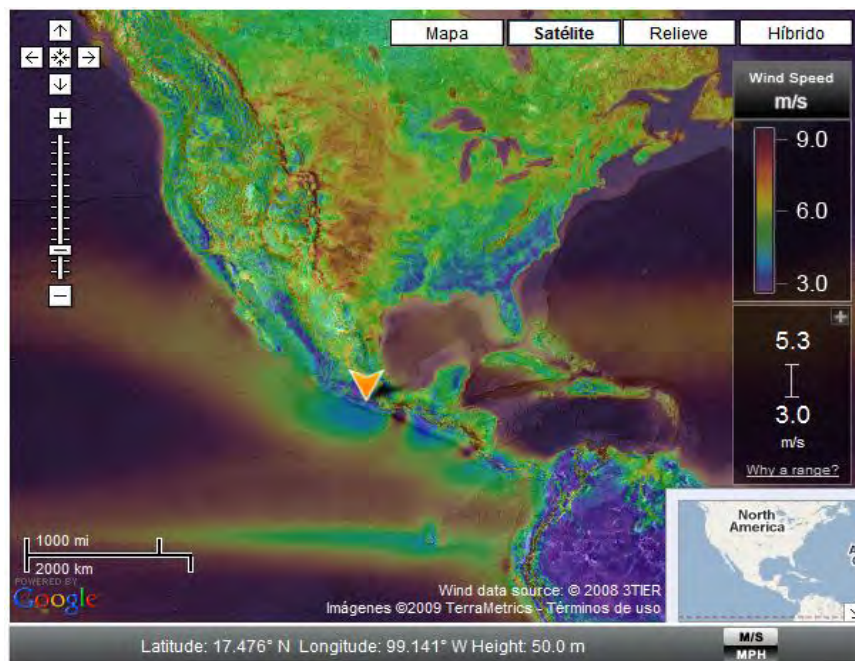 Mapa
Satélite
Relieve
Híbrido
Wind Speed
m/s
9.0
6.0
3.0
5.3
3.0
m/s
Why a range?
North
America
1000 mi
2000 km
POWERED BY
Google
Wind data source: © 2008 3TIER
Imágenes ©2009 TerraMetrics - Términos de uso
Latitude: 17.476° N Longitude: 99.141° W Height: 50.0 m
M/S
MPH